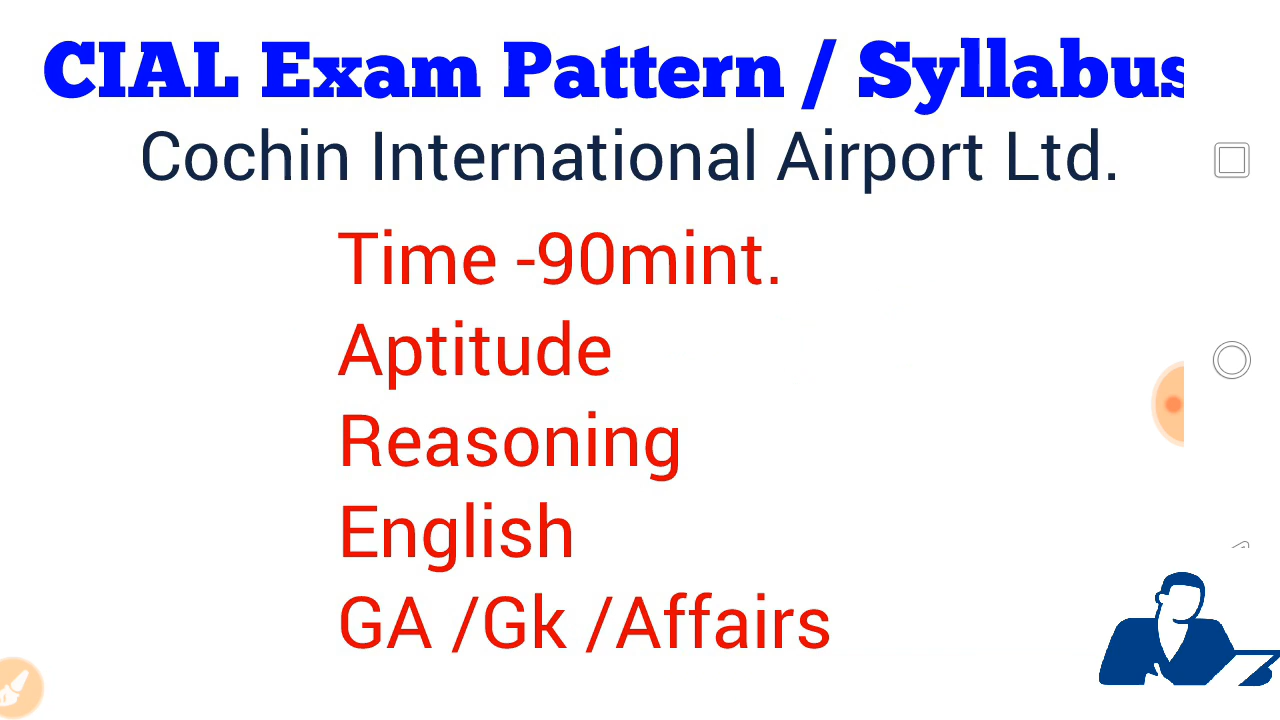 CIAL Exam Pattern / Syllabus
Cochin International Airport Ltd.
Time -90mint.
Aptitude
Reasoning
English
GA /Gk /Affairs